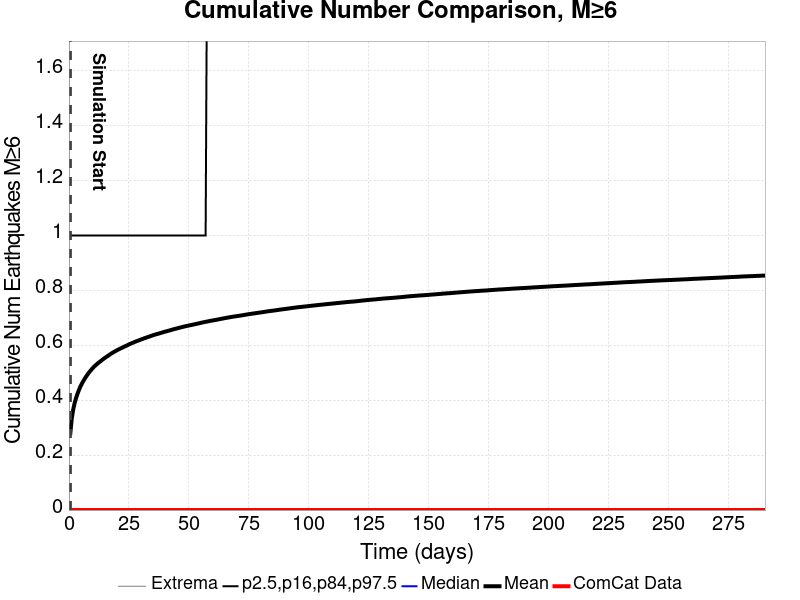 Cumulative Number Comparison, M≥6
Cumulative Num Earthquakes M≥6
1.6
1.4
1.2
1
0.8
0.6
0.4
0.2
0
Simulation Start
0 25 50 75 100 125 150 175 200 225 250 275
Time (days)
Extrema p2.5,p16,p84,p97.5 Median Mean ComCat Data